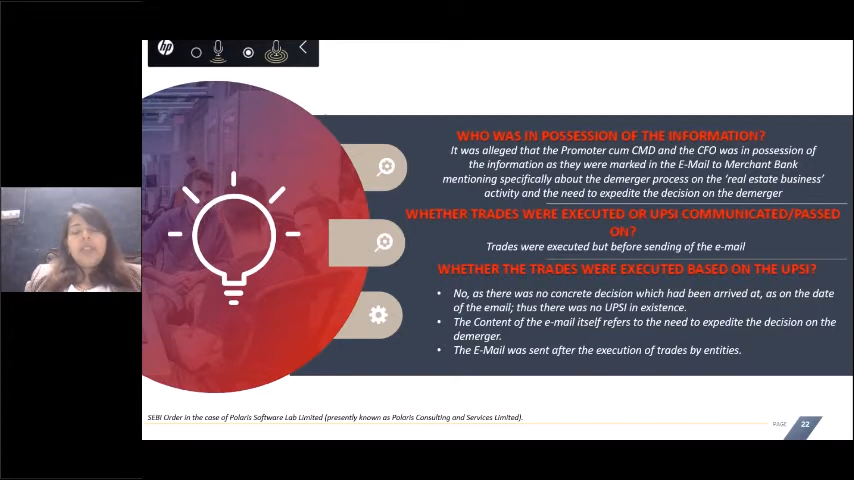 hp
WHO WAS IN POSSESSION OF THE INFORMATION?
It was alleged that the Promoter cum CMD and the CFO was in possession of
the information as they were marked in the E-Mail to Merchant Bank
mentioning specifically about the demerger process on the ‘real estate business’
activity and the need to expedite the decision on the demerger
WHETHER TRADES WERE EXECUTED OR UPSI COMMUNICATED/PASSED
ON?
Trades were executed but before sending of the e-mail
WHETHER THE TRADES WERE EXECUTED BASED ON THE UPSI?
• No, as there was no concrete decision which had been arrived at, as on the date
of the email; thus there was no UPSI in existence.
• The Content of the e-mail itself refers to the need to expedite the decision on the
demerger.
• The E-Mail was sent after the execution of trades by entities.
SEBI Order in the case of Polaris Software Lab Limited (presently known as Polaris Consulting and Services Limited).
PAGE 22